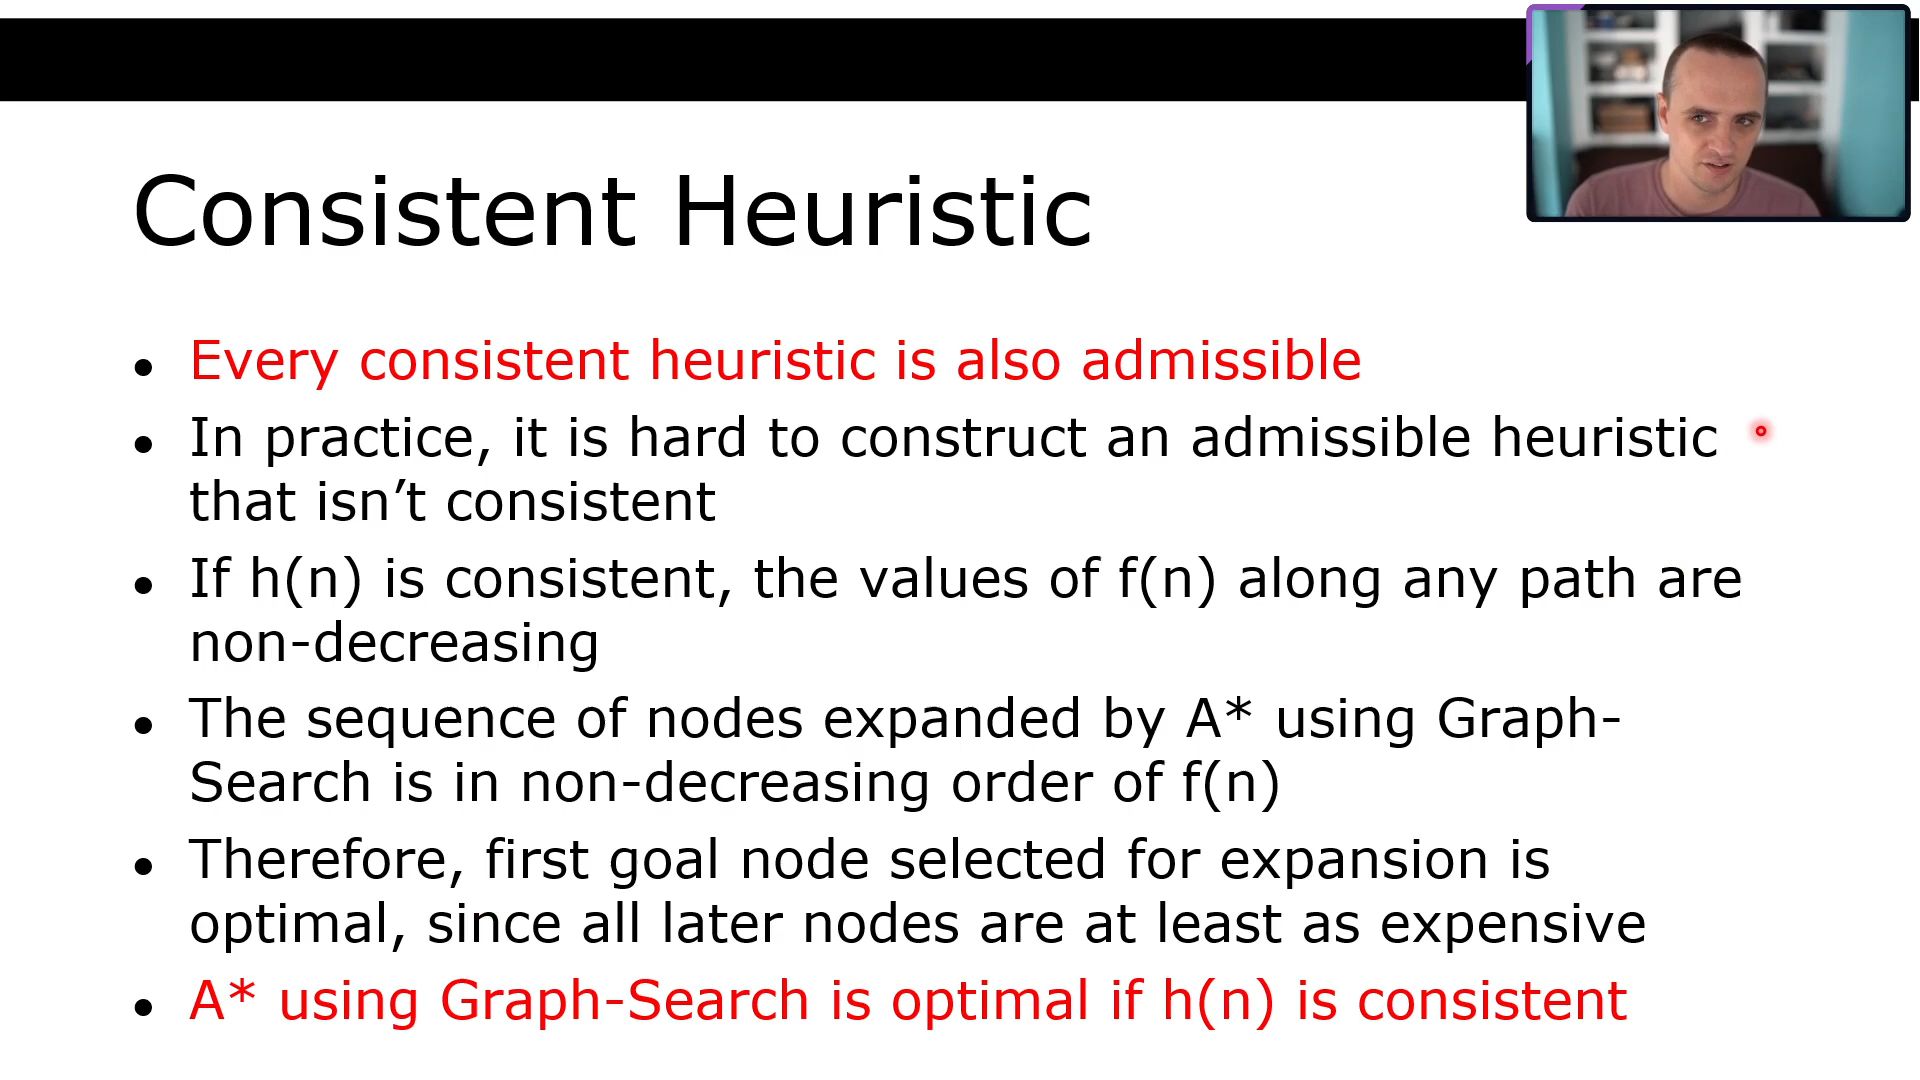 Consistent Heuristic
• Every consistent heuristic is also admissible
• In practice, it is hard to construct an admissible heuristic
that isn’t consistent
• If h(n) is consistent, the values of f(n) along any path are
non-decreasing
• The sequence of nodes expanded by A* using Graph-
Search is in non-decreasing order of f(n)
• Therefore, first goal node selected for expansion is
optimal, since all later nodes are at least as expensive
• A* using Graph-Search is optimal if h(n) is consistent